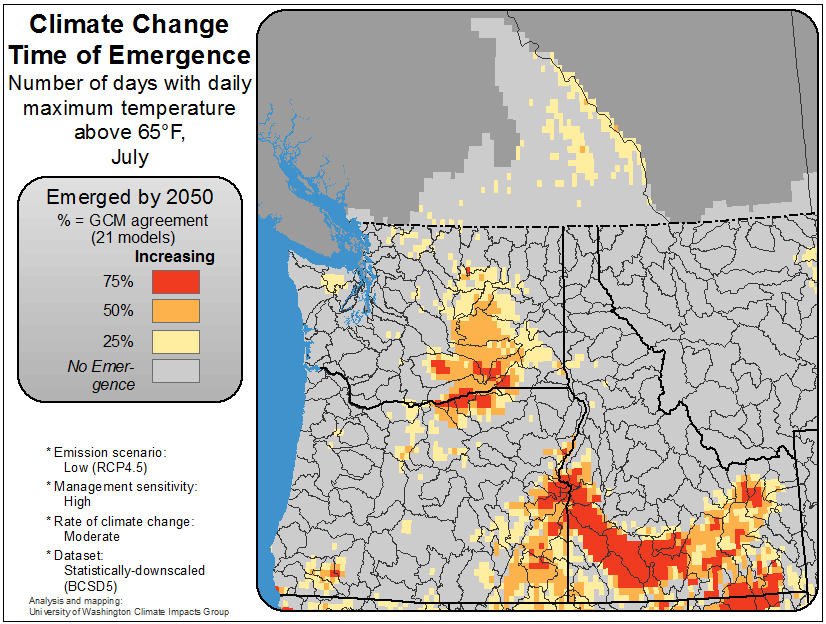 Climate Change
Time of Emergence
Number of days with daily
maximum temperature
above 65°F,
July
Emerged by 2050
% = GCM agreement
(21 models)
Increasing
75%
50%
25%
No Emer-
gence
* Emission scenario:
Low (RCP4.5)
* Management sensitivity:
High
* Rate of climate change:
Moderate
* Dataset:
Statistically-downscaled
(BCSD5)
Analysis and mapping:
University of Washington Climate Impacts Group